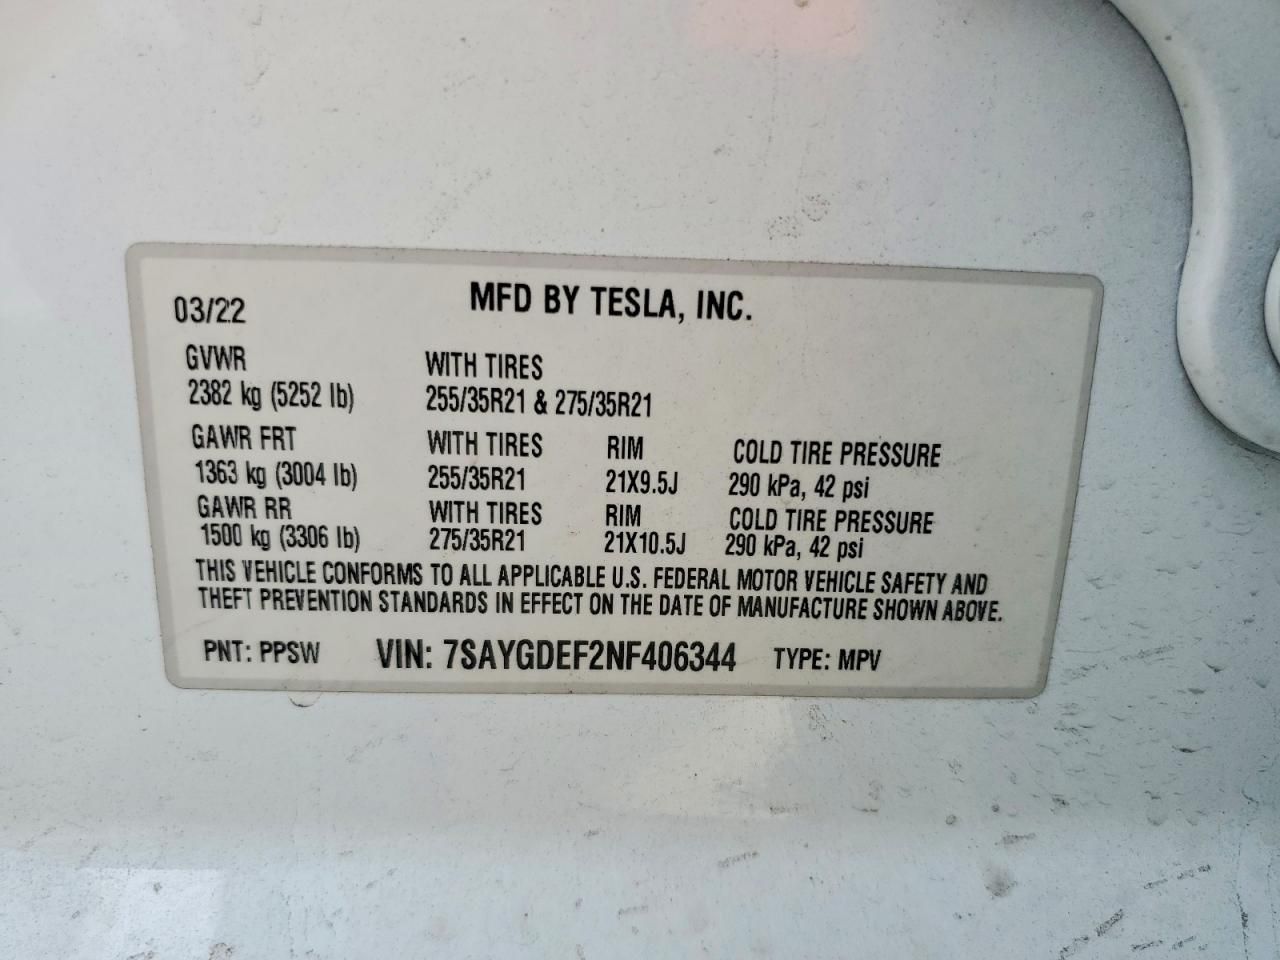 MFD BY TESLA, INC.
03/22
GVWR WITH TIRES
2382 kg (5252 lb) 255/35R21 & 275/35R21
GAWR FRT WITH TIRES RIM COLD TIRE PRESSURE
1363 kg (3004 lb) 255/35R21 21X9.5J 290 kPa, 42 psi
GAWR RR WITH TIRES RIM COLD TIRE PRESSURE
1500 kg (3306 lb) 275/35R21 21X10.5J 290 kPa, 42 psi
THIS VEHICLE CONFORMS TO ALL APPLICABLE U.S. FEDERAL MOTOR VEHICLE SAFETY AND
THEFT PREVENTION STANDARDS IN EFFECT ON THE DATE OF MANUFACTURE SHOWN ABOVE.
PNT: PPSW VIN: 7SAYGDEF2NF406344 TYPE: MPV